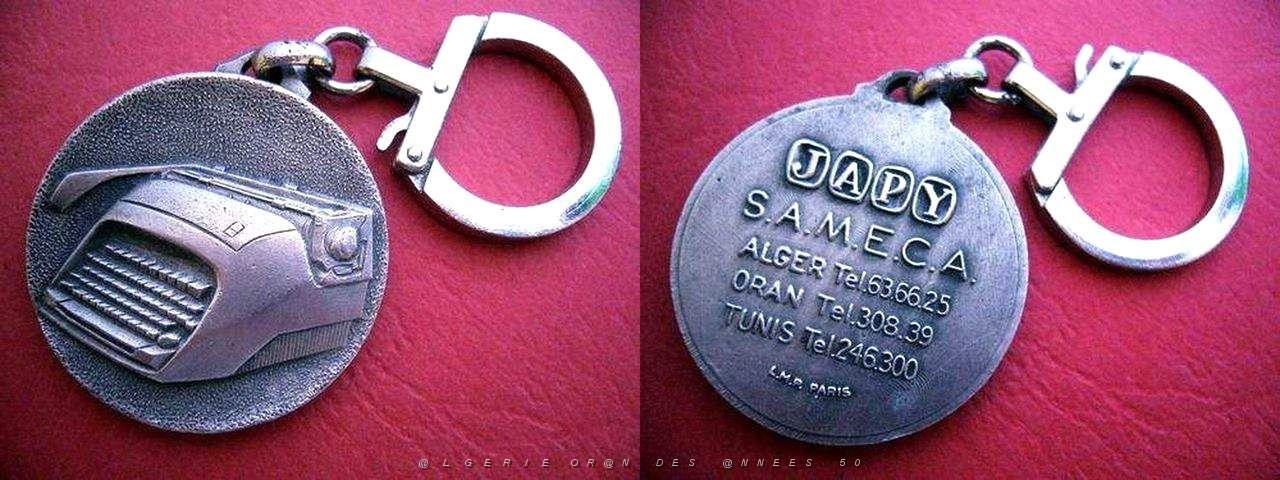 JAPY
S.A.M.E.C.A.
ALGER Tel.63.66.25
ORAN Tel.308.39
TUNIS Tel.246.300
L.M.P. PARIS
@LGERIE OR@N DES @NNEES 50